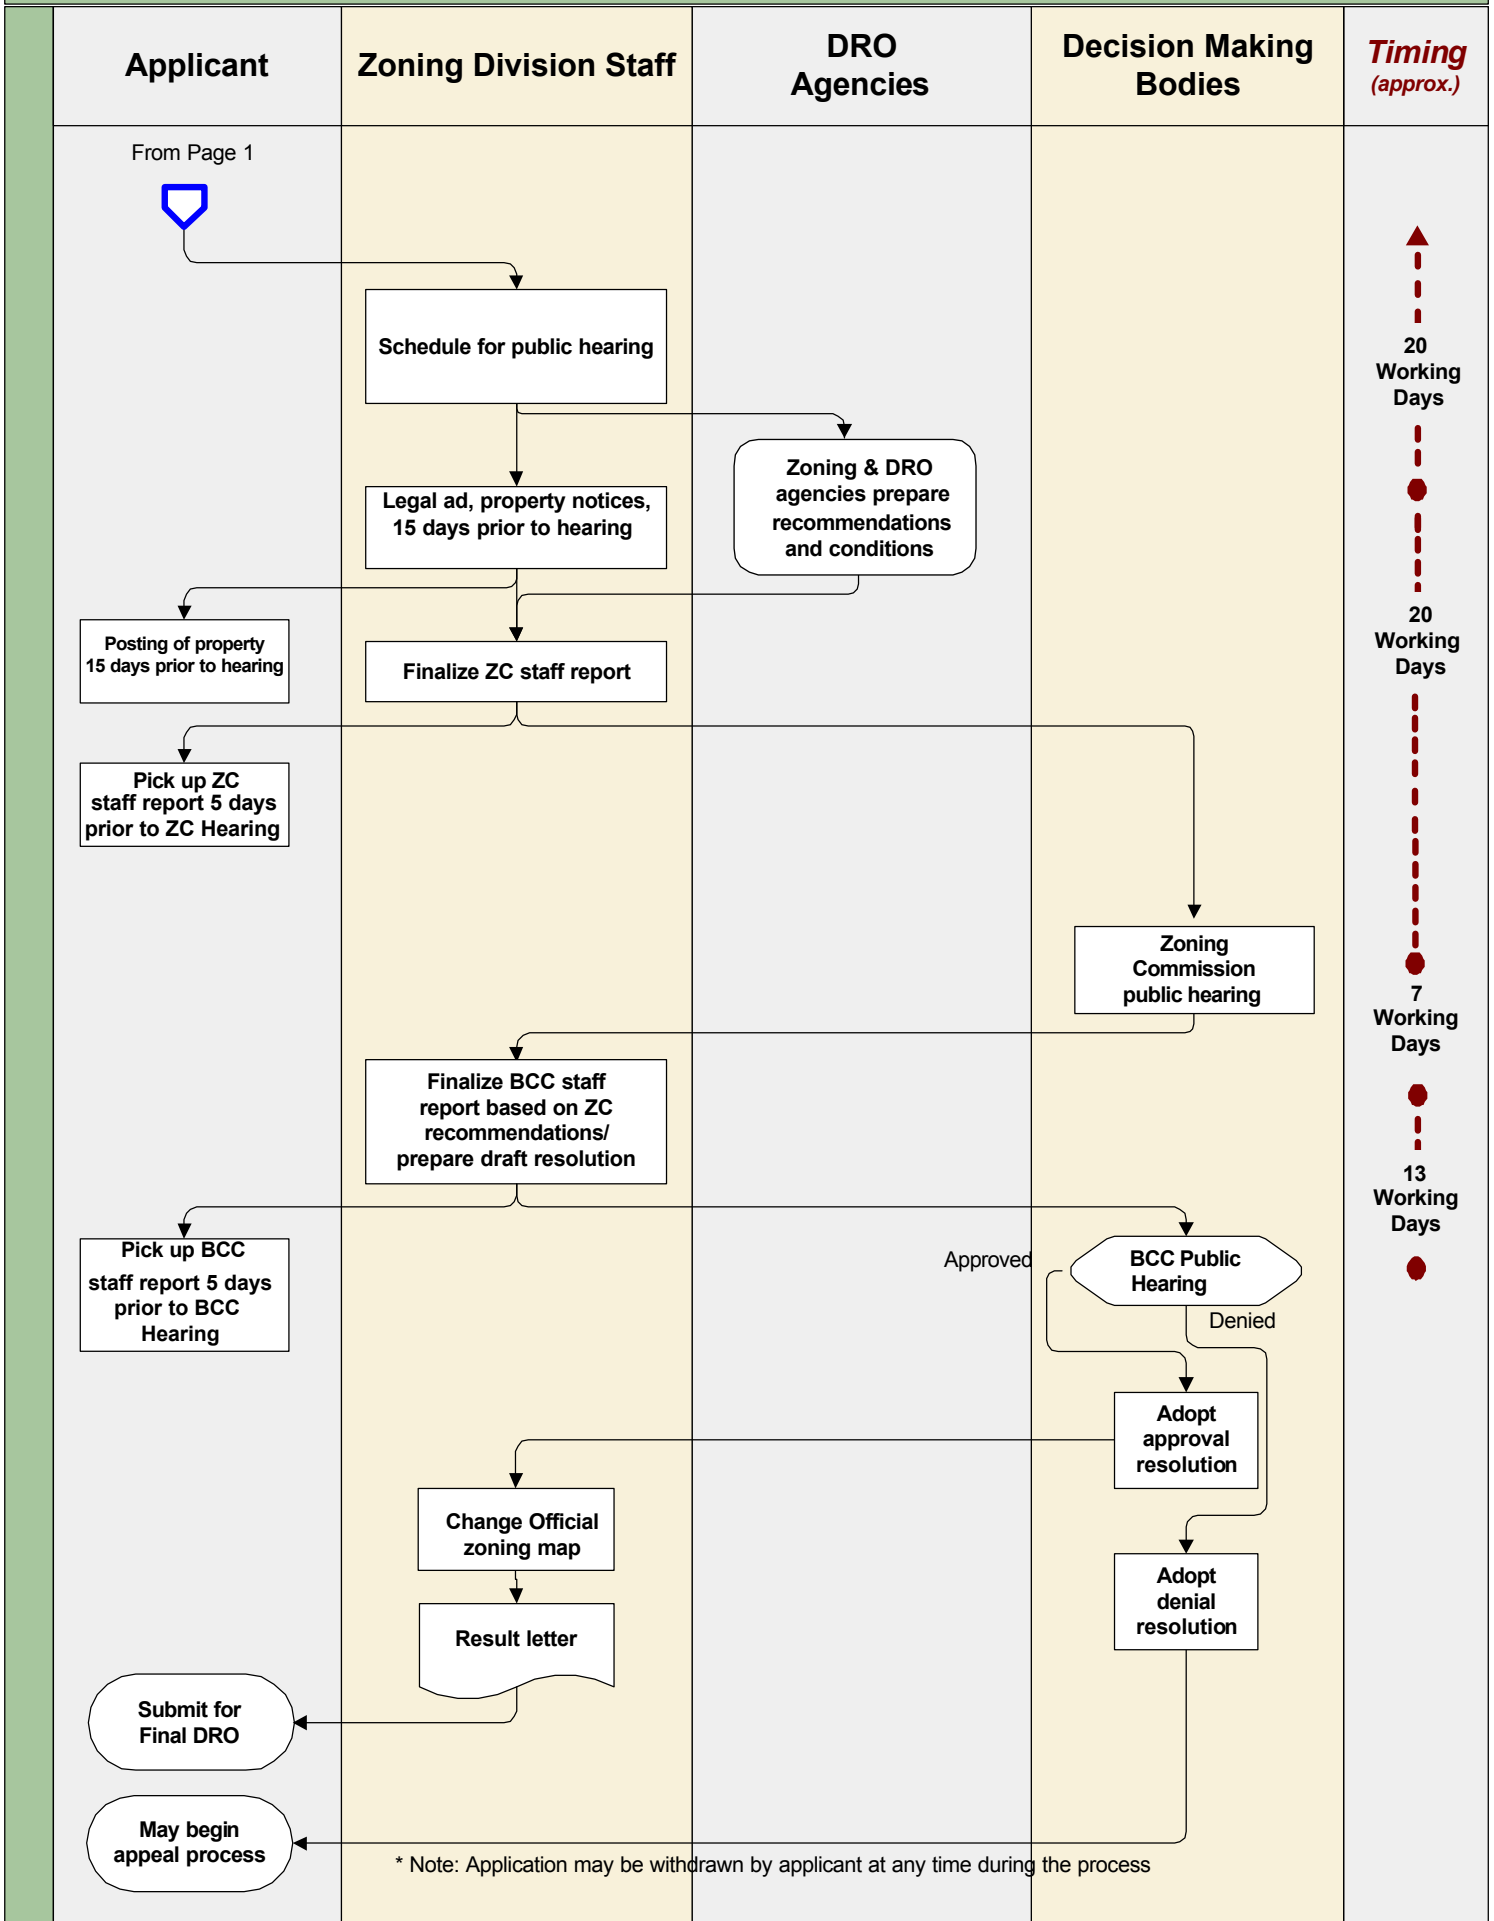 Applicant
Zoning Division Staff
DRO
Agencies
Decision Making
Bodies
Timing
(approx.)
From Page 1
Schedule for public hearing
20
Working
Days
Zoning & DRO
agencies prepare
recommendations
and conditions
Legal ad, property notices,
15 days prior to hearing
20
Working
Days
Posting of property
15 days prior to hearing
Finalize ZC staff report
Pick up ZC
staff report 5 days
prior to ZC Hearing
Zoning
Commission
public hearing
7
Working
Days
Finalize BCC staff
report based on ZC
recommendations/
prepare draft resolution
13
Working
Days
Pick up BCC
staff report 5 days
prior to BCC
Hearing
Approved
BCC Public
Hearing
Denied
Adopt
approval
resolution
Change Official
zoning map
Adopt
denial
resolution
Result letter
Submit for
Final DRO
May begin
appeal process
* Note: Application may be withdrawn by applicant at any time during the process